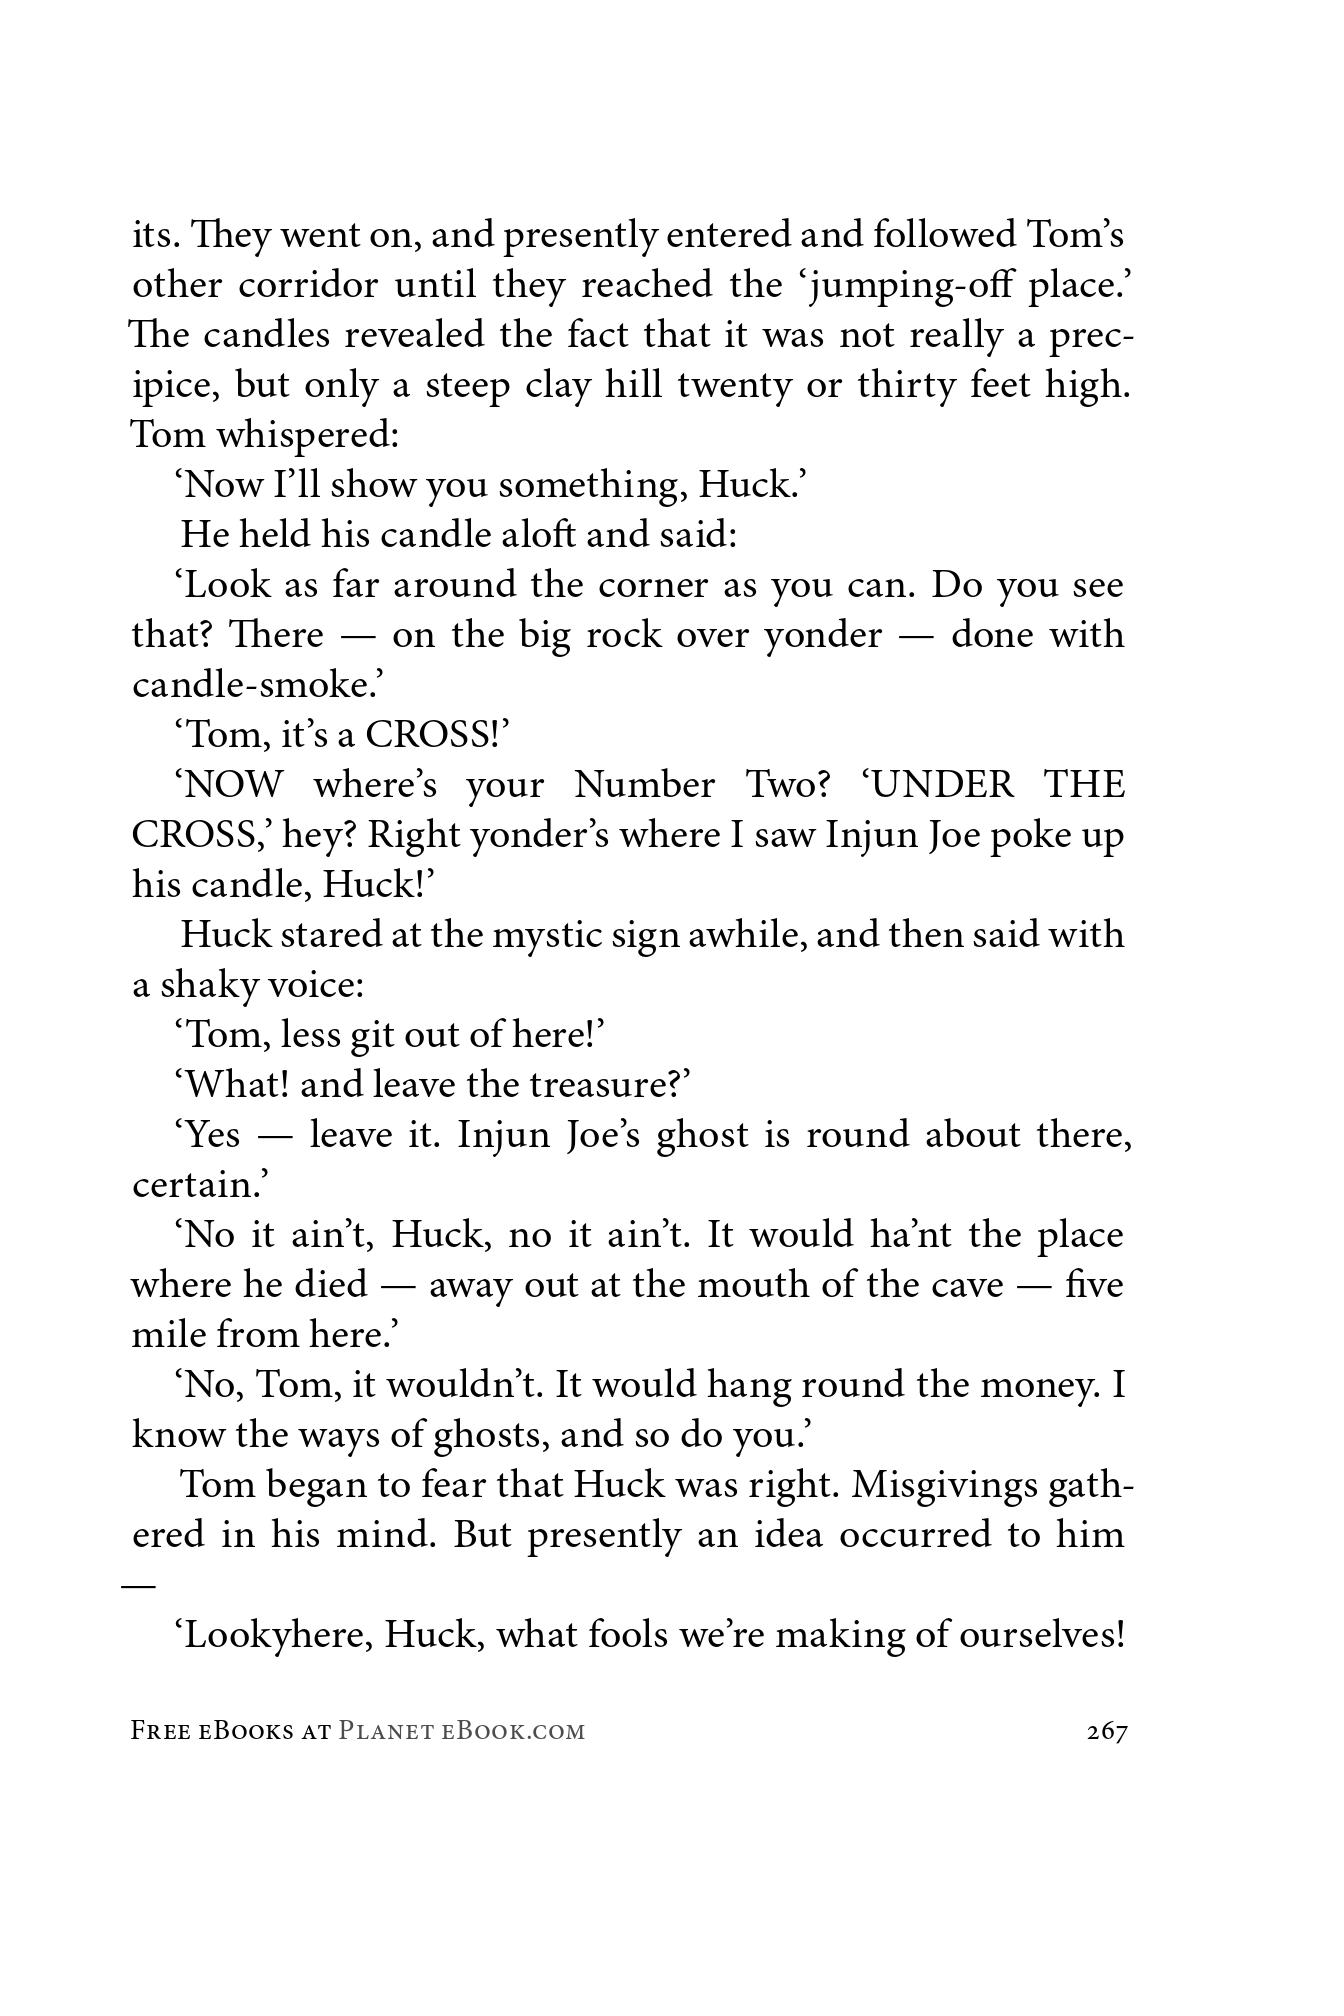 its. They went on, and presently entered and followed Tom’s
other corridor until they reached the ‘jumping-off place.’
The candles revealed the fact that it was not really a prec-
ipice, but only a steep clay hill twenty or thirty feet high.
Tom whispered:
‘Now I’ll show you something, Huck.’
He held his candle aloft and said:
‘Look as far around the corner as you can. Do you see
that? There — on the big rock over yonder — done with
candle-smoke.’
‘Tom, it’s a CROSS!’
‘NOW where’s your Number Two? ‘UNDER THE
CROSS,’ hey? Right yonder’s where I saw Injun Joe poke up
his candle, Huck!’
Huck stared at the mystic sign awhile, and then said with
a shaky voice:
‘Tom, less git out of here!’
‘What! and leave the treasure?’
‘Yes — leave it. Injun Joe’s ghost is round about there,
certain.’
‘No it ain’t, Huck, no it ain’t. It would ha’nt the place
where he died — away out at the mouth of the cave — five
mile from here.’
‘No, Tom, it wouldn’t. It would hang round the money. I
know the ways of ghosts, and so do you.’
Tom began to fear that Huck was right. Misgivings gath-
ered in his mind. But presently an idea occurred to him
—
‘Lookyhere, Huck, what fools we’re making of ourselves!
Free eBooks at Planet eBook.com 267